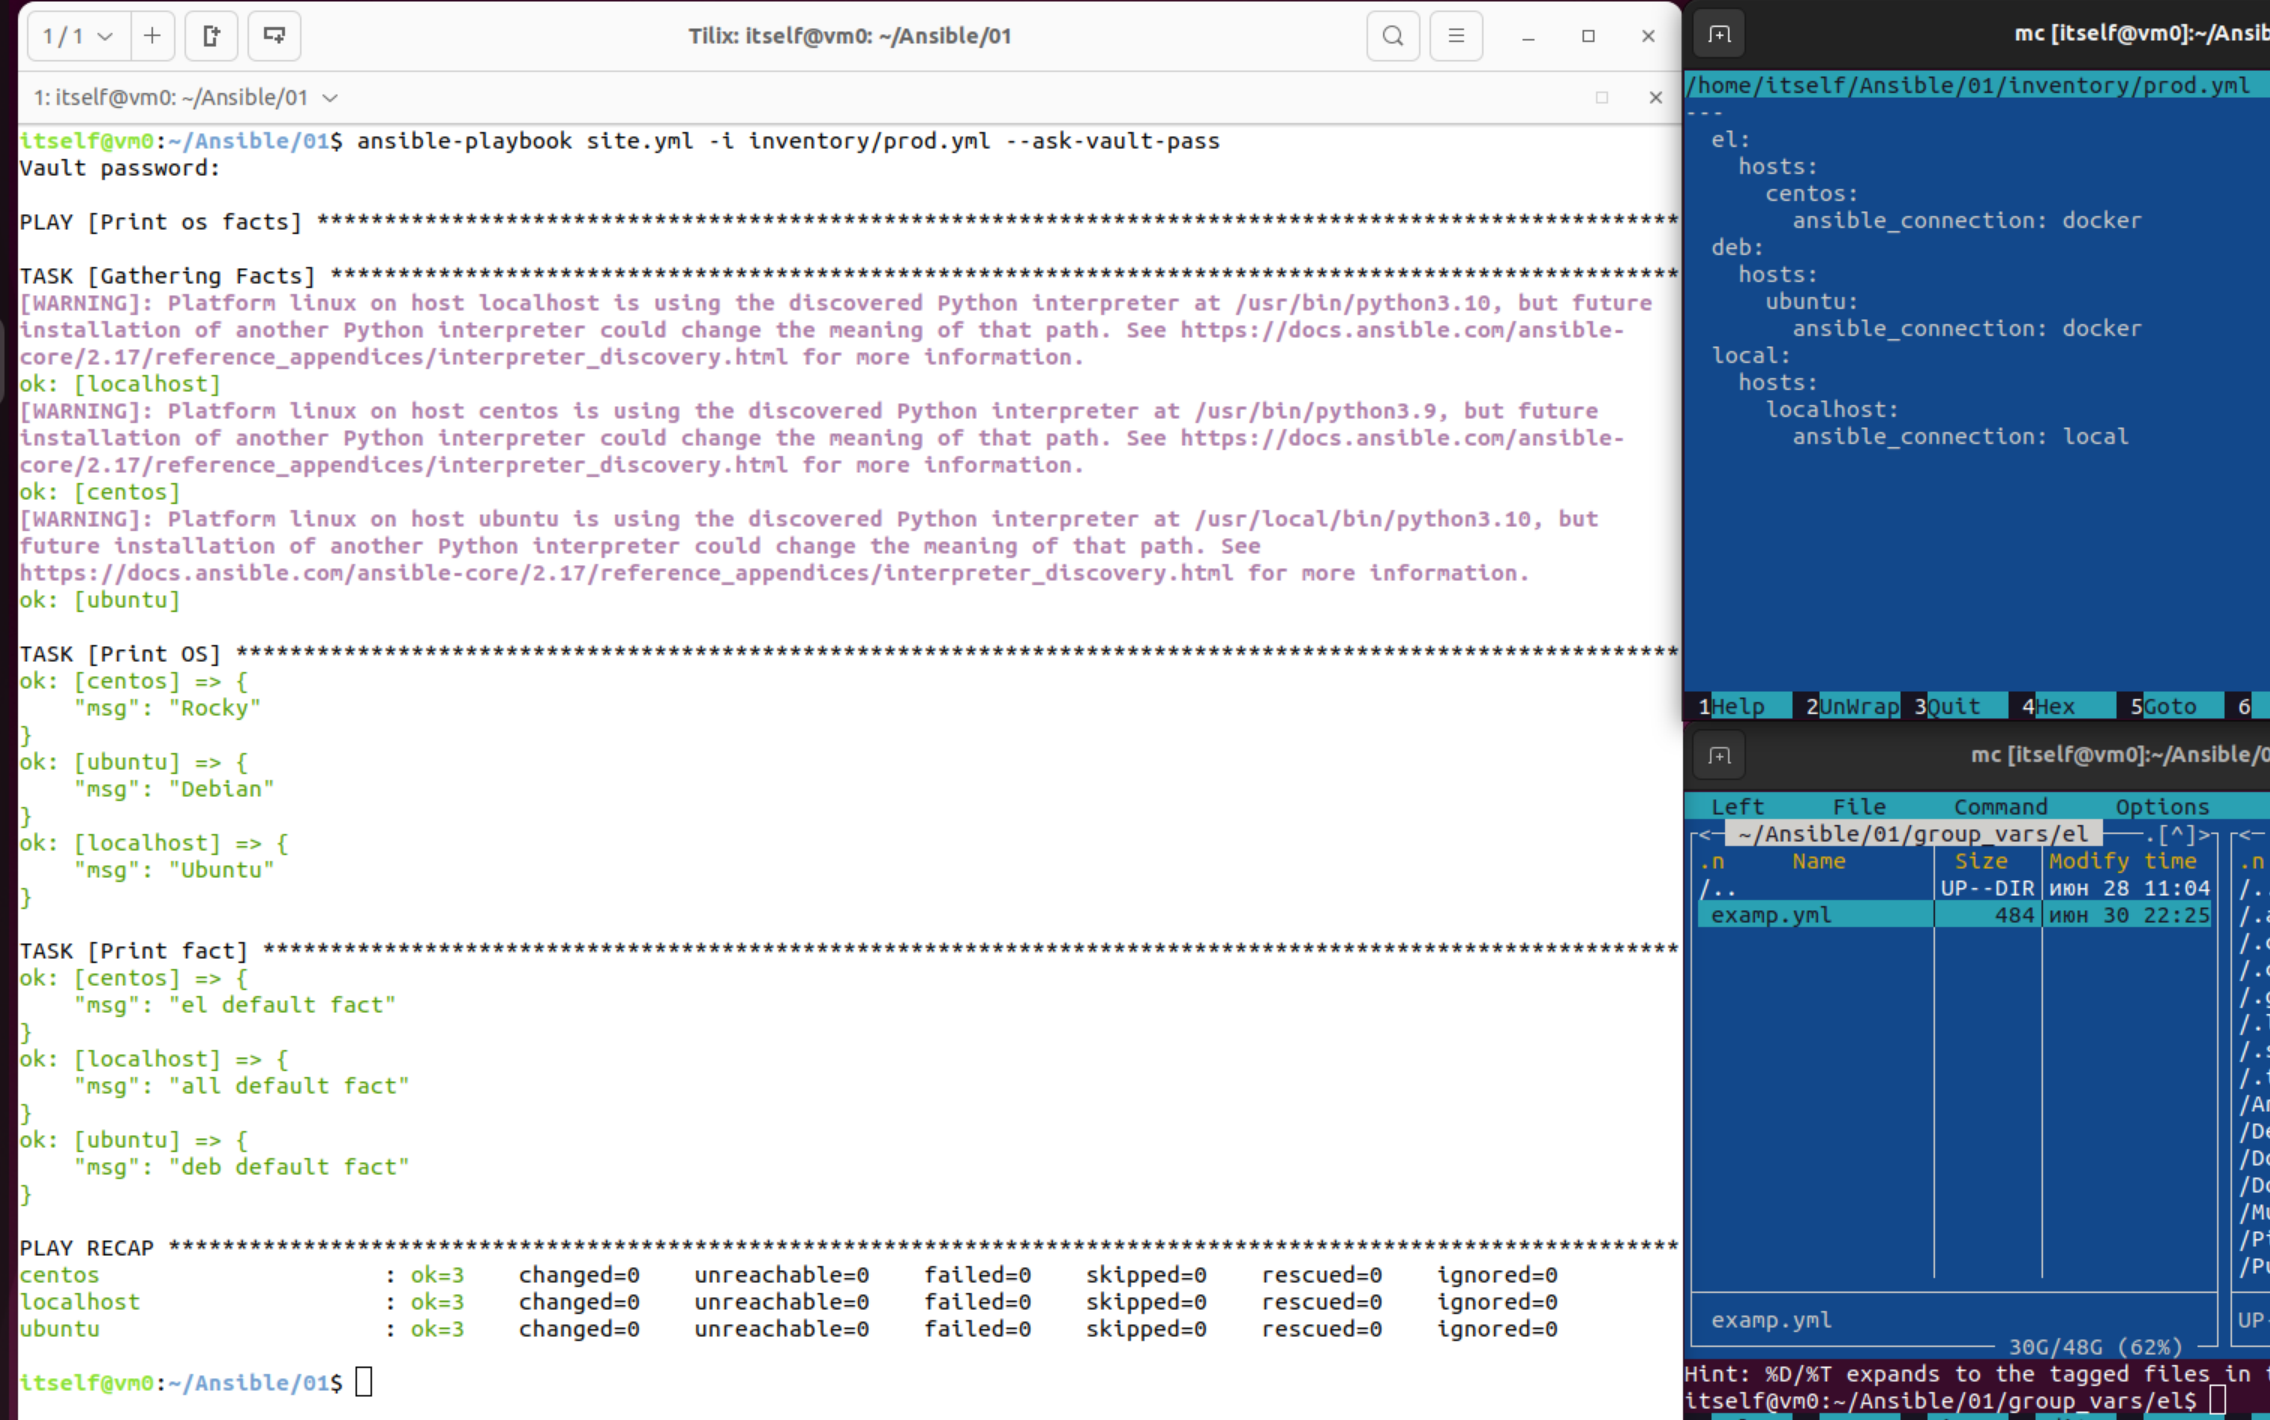 1 / 1
Tilix: itself@vm0: ~/Ansible/01
1: itself@vm0: ~/Ansible/01
itself@vm0:~/Ansible/01$ ansible-playbook site.yml -i inventory/prod.yml --ask-vault-pass
Vault password:
PLAY [Print os facts] *****************************************************************************************************
TASK [Gathering Facts] ****************************************************************************************************
[WARNING]: Platform linux on host localhost is using the discovered Python interpreter at /usr/bin/python3.10, but future
installation of another Python interpreter could change the meaning of that path. See https://docs.ansible.com/ansible-
core/2.17/reference_appendices/interpreter_discovery.html for more information.
ok: [localhost]
[WARNING]: Platform linux on host centos is using the discovered Python interpreter at /usr/bin/python3.9, but future
installation of another Python interpreter could change the meaning of that path. See https://docs.ansible.com/ansible-
core/2.17/reference_appendices/interpreter_discovery.html for more information.
ok: [centos]
[WARNING]: Platform linux on host ubuntu is using the discovered Python interpreter at /usr/local/bin/python3.10, but
future installation of another Python interpreter could change the meaning of that path. See
https://docs.ansible.com/ansible-core/2.17/reference_appendices/interpreter_discovery.html for more information.
ok: [ubuntu]
TASK [Print OS] ***********************************************************************************************************
ok: [centos] => {
    "msg": "Rocky"
}
ok: [ubuntu] => {
    "msg": "Debian"
}
ok: [localhost] => {
    "msg": "Ubuntu"
}
TASK [Print fact] *********************************************************************************************************
ok: [centos] => {
    "msg": "el default fact"
}
ok: [localhost] => {
    "msg": "all default fact"
}
ok: [ubuntu] => {
    "msg": "deb default fact"
}
PLAY RECAP ****************************************************************************************************************
centos                     : ok=3    changed=0    unreachable=0    failed=0    skipped=0    rescued=0    ignored=0
localhost                  : ok=3    changed=0    unreachable=0    failed=0    skipped=0    rescued=0    ignored=0
ubuntu                     : ok=3    changed=0    unreachable=0    failed=0    skipped=0    rescued=0    ignored=0
itself@vm0:~/Ansible/01$
mc [itself@vm0]:~/Ansib
/home/itself/Ansible/01/inventory/prod.yml
---
  el:
    hosts:
      centos:
        ansible_connection: docker
  deb:
    hosts:
      ubuntu:
        ansible_connection: docker
  local:
    hosts:
      localhost:
        ansible_connection: local
1Help 2UnWrap 3Quit 4Hex 5Goto 6
mc [itself@vm0]:~/Ansible/0
Left File Command Options
<- ~/Ansible/01/group_vars/el .[^]> <-
.n Name Size Modify time .n
/.. UP--DIR июн 28 11:04 /.
examp.yml 484 июн 30 22:25 /.a
/.c
/.c
/.g
/.l
/.s
/.t
/An
/De
/Do
/Do
/Mu
/Pi
/Pu
examp.yml UP-
30G/48G (62%)
Hint: %D/%T expands to the tagged files in
itself@vm0:~/Ansible/01/group_vars/el$